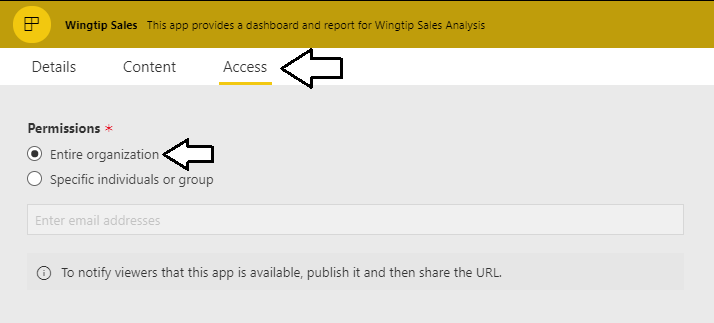 Wingtip Sales This app provides a dashboard and report for Wingtip Sales Analysis
Details Content Access
Permissions *
Entire organization
Specific individuals or group
Enter email addresses
To notify viewers that this app is available, publish it and then share the URL.